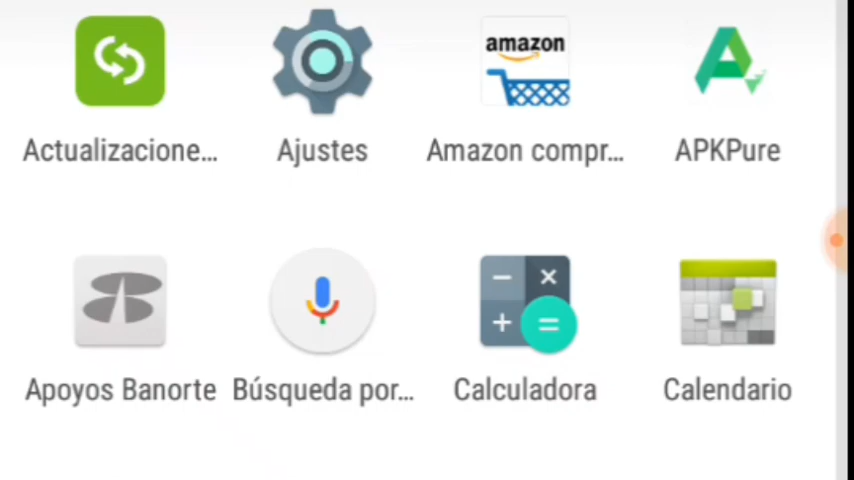 amazon
Actualizacione...
Ajustes
Amazon compr...
APKPure
Apoyos Banorte
Búsqueda por...
Calculadora
Calendario